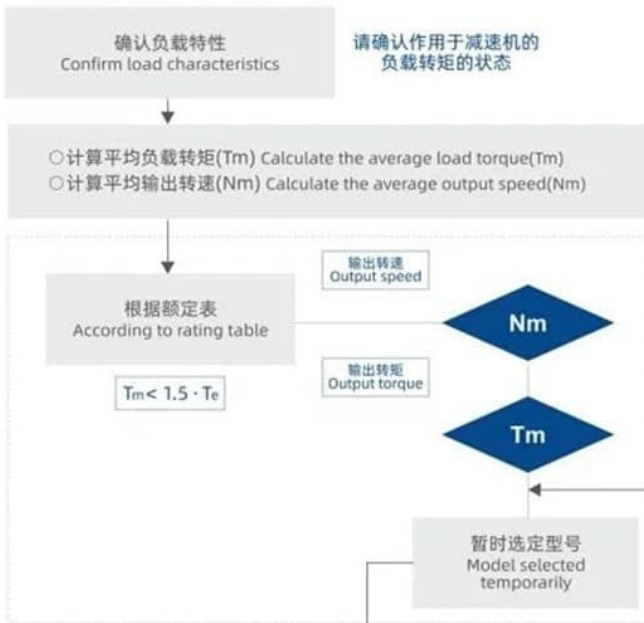 确认负载特性
Confirm load characteristics
请确认作用于减速机的
负载转矩的状态
○计算平均负载转矩(Tm) Calculate the average load torque(Tm)
○计算平均输出转速(Nm) Calculate the average output speed(Nm)
输出转速
Output speed
根据额定表
According to rating table
Nm
输出转矩
Output torque
Tm< 1.5 · Te
Tm
暂时选定型号
Model selected
temporarily